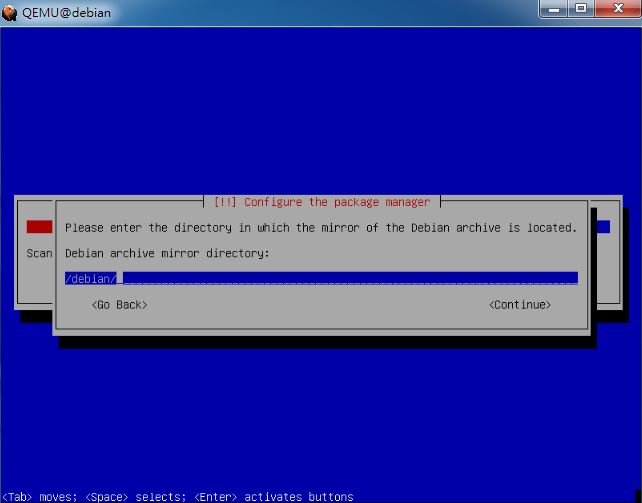 QEMU@debian
[!!] Configure the package manager
Please enter the directory in which the mirror of the Debian archive is located.
Scan
Debian archive mirror directory:
/debian/
<Go Back> <Continue>
<Tab> moves; <Space> selects; <Enter> activates buttons